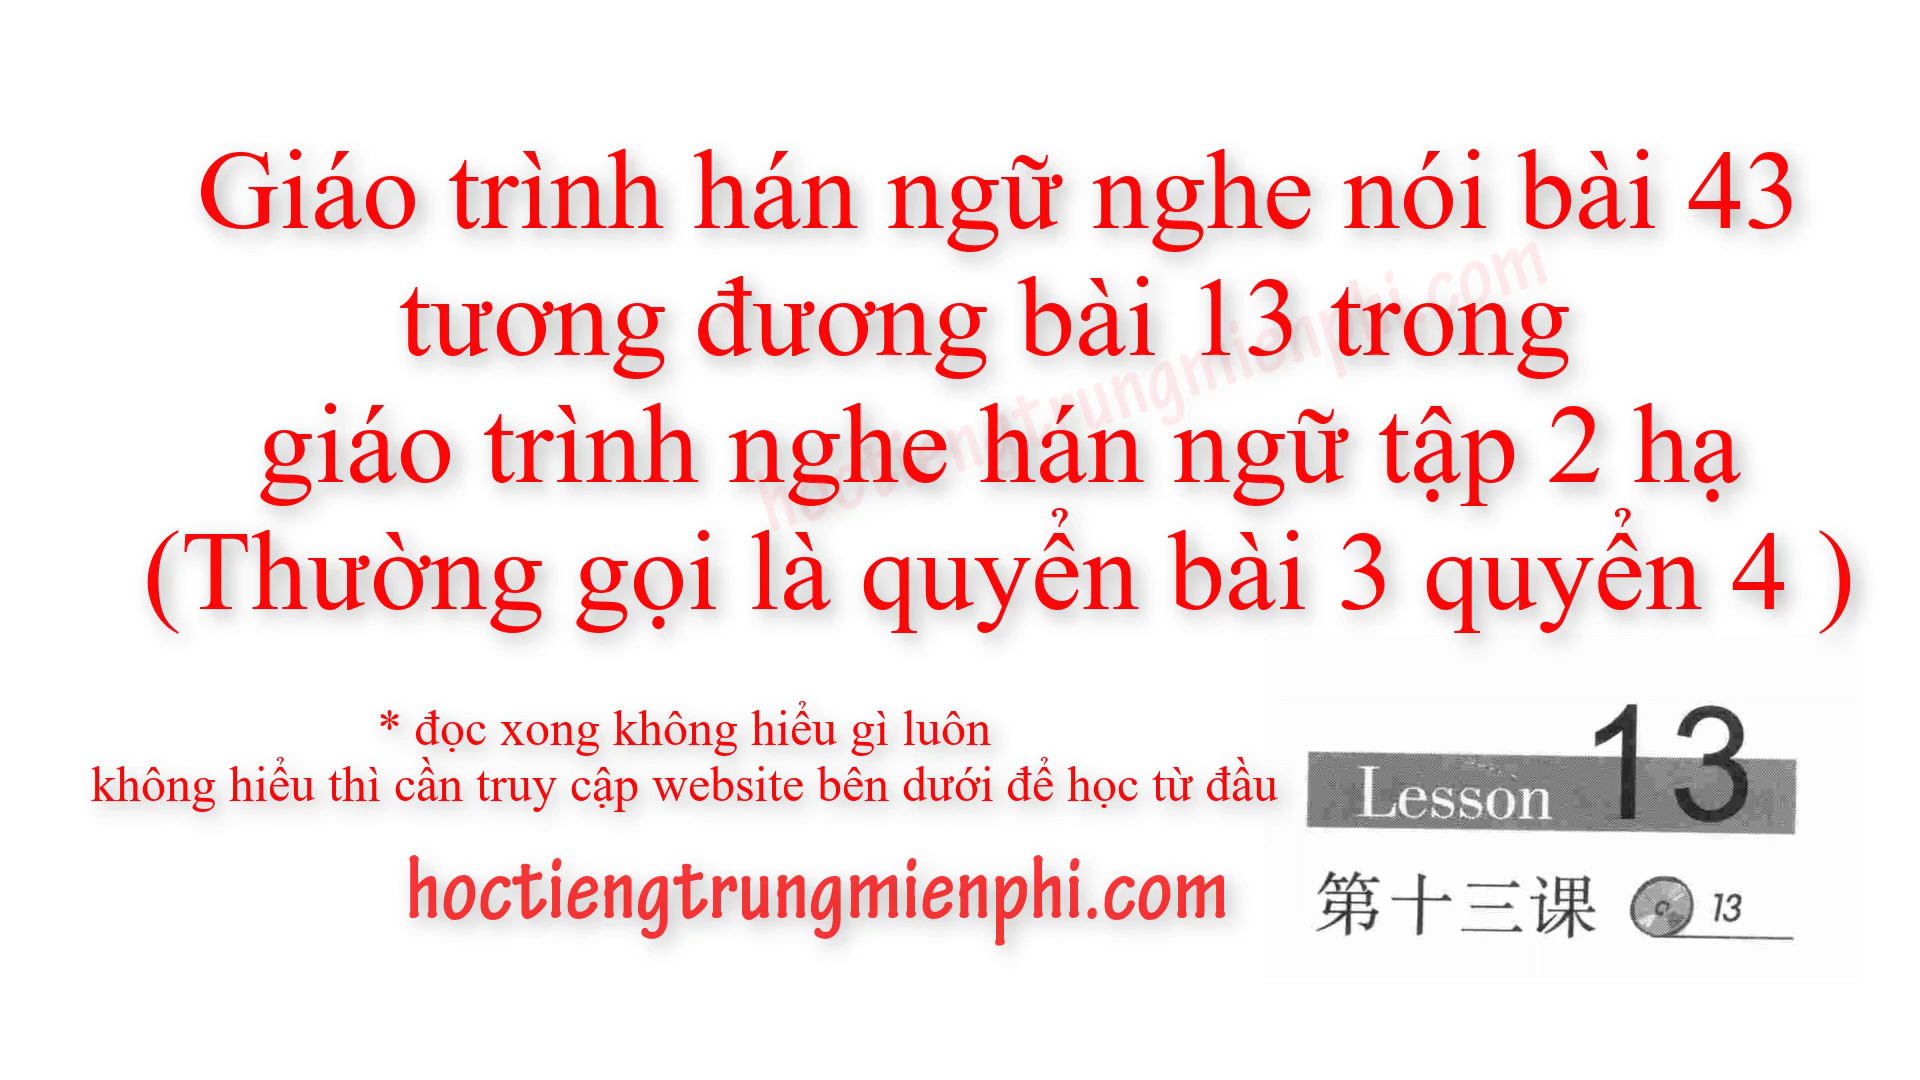 Giáo trình hán ngữ nghe nói bài 43
tương đương bài 13 trong
giáo trình nghe hán ngữ tập 2 hạ
(Thường gọi là quyển bài 3 quyển 4 )
hoctiengtrungmienphi.com
* đọc xong không hiểu gì luôn
không hiểu thì cần truy cập website bên dưới để học từ đầu
hoctiengtrungmienphi.com
Lesson 13
第十三课 CD 13